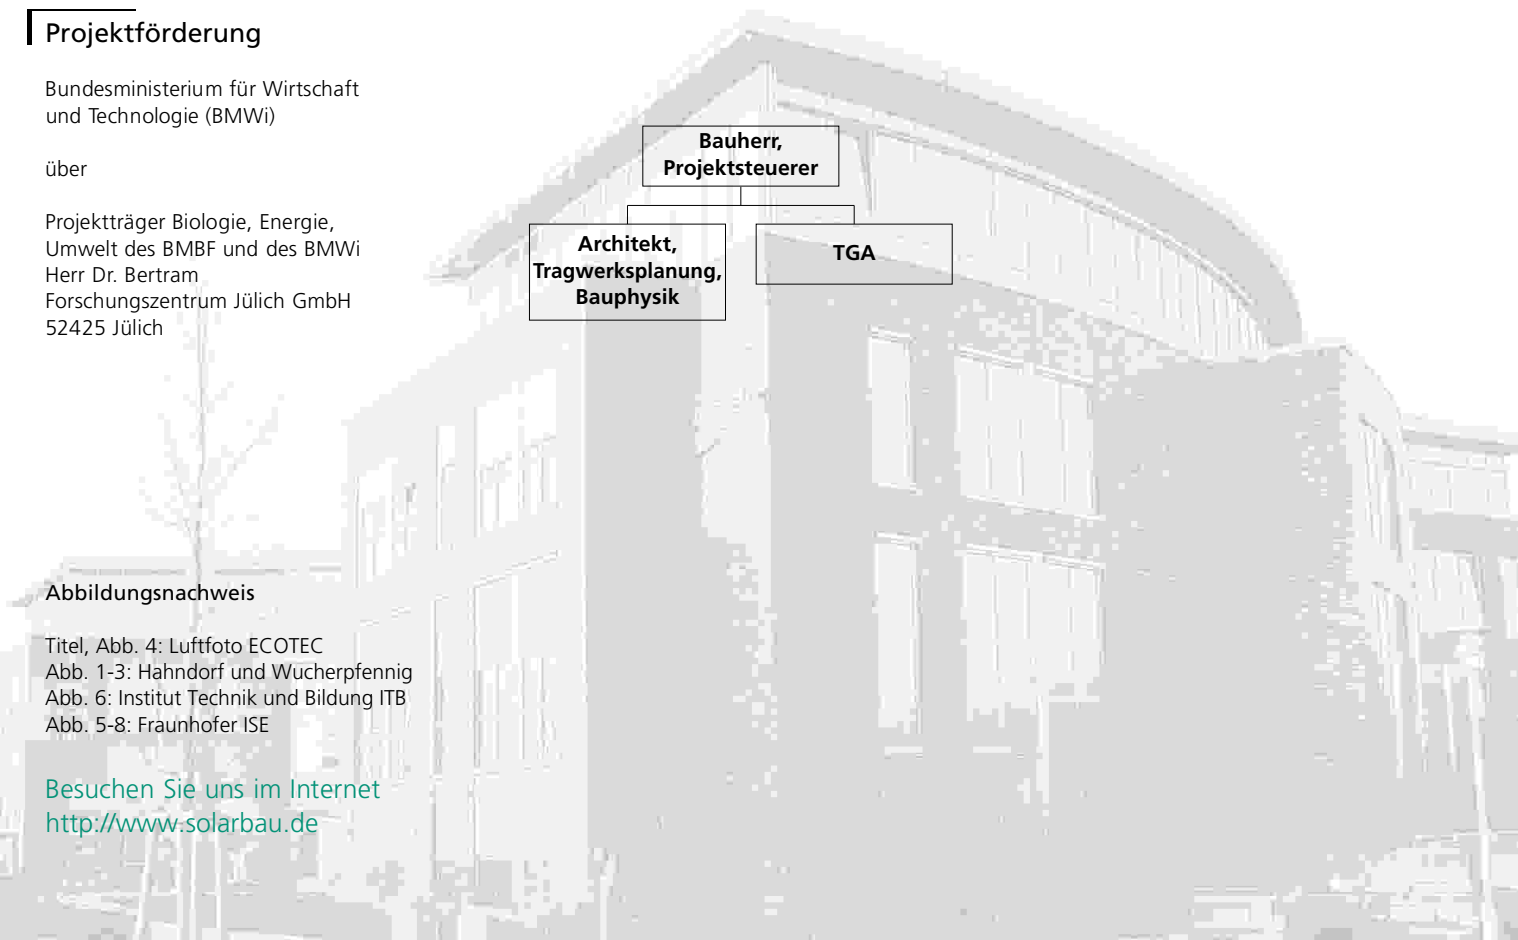 Projektförderung
Bundesministerium für Wirtschaft
und Technologie (BMWi)
über
Projektträger Biologie, Energie,
Umwelt des BMBF und des BMWi
Herr Dr. Bertram
Forschungszentrum Jülich GmbH
52425 Jülich
Bauherr,
Projektsteuerer
Architekt,
Tragwerksplanung,
Bauphysik
TGA
Abbildungsnachweis
Titel, Abb. 4: Luftfoto ECOTEC
Abb. 1-3: Hahndorf und Wucherpfennig
Abb. 6: Institut Technik und Bildung ITB
Abb. 5-8: Fraunhofer ISE
Besuchen Sie uns im Internet
http://www.solarbau.de